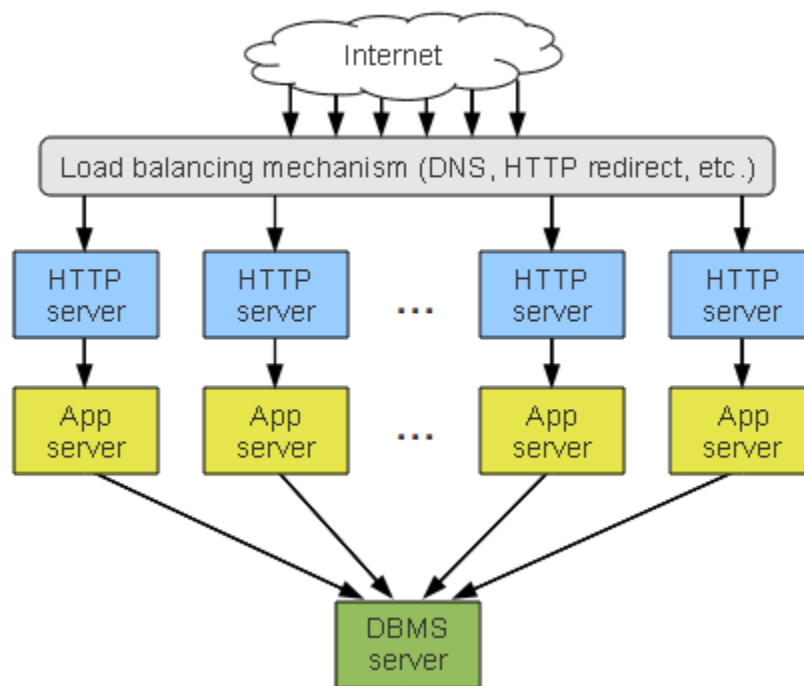 Internet
Load balancing mechanism (DNS, HTTP redirect, etc.)
HTTP
server
HTTP
server
...
HTTP
server
HTTP
server
App
server
App
server
...
App
server
App
server
DBMS
server